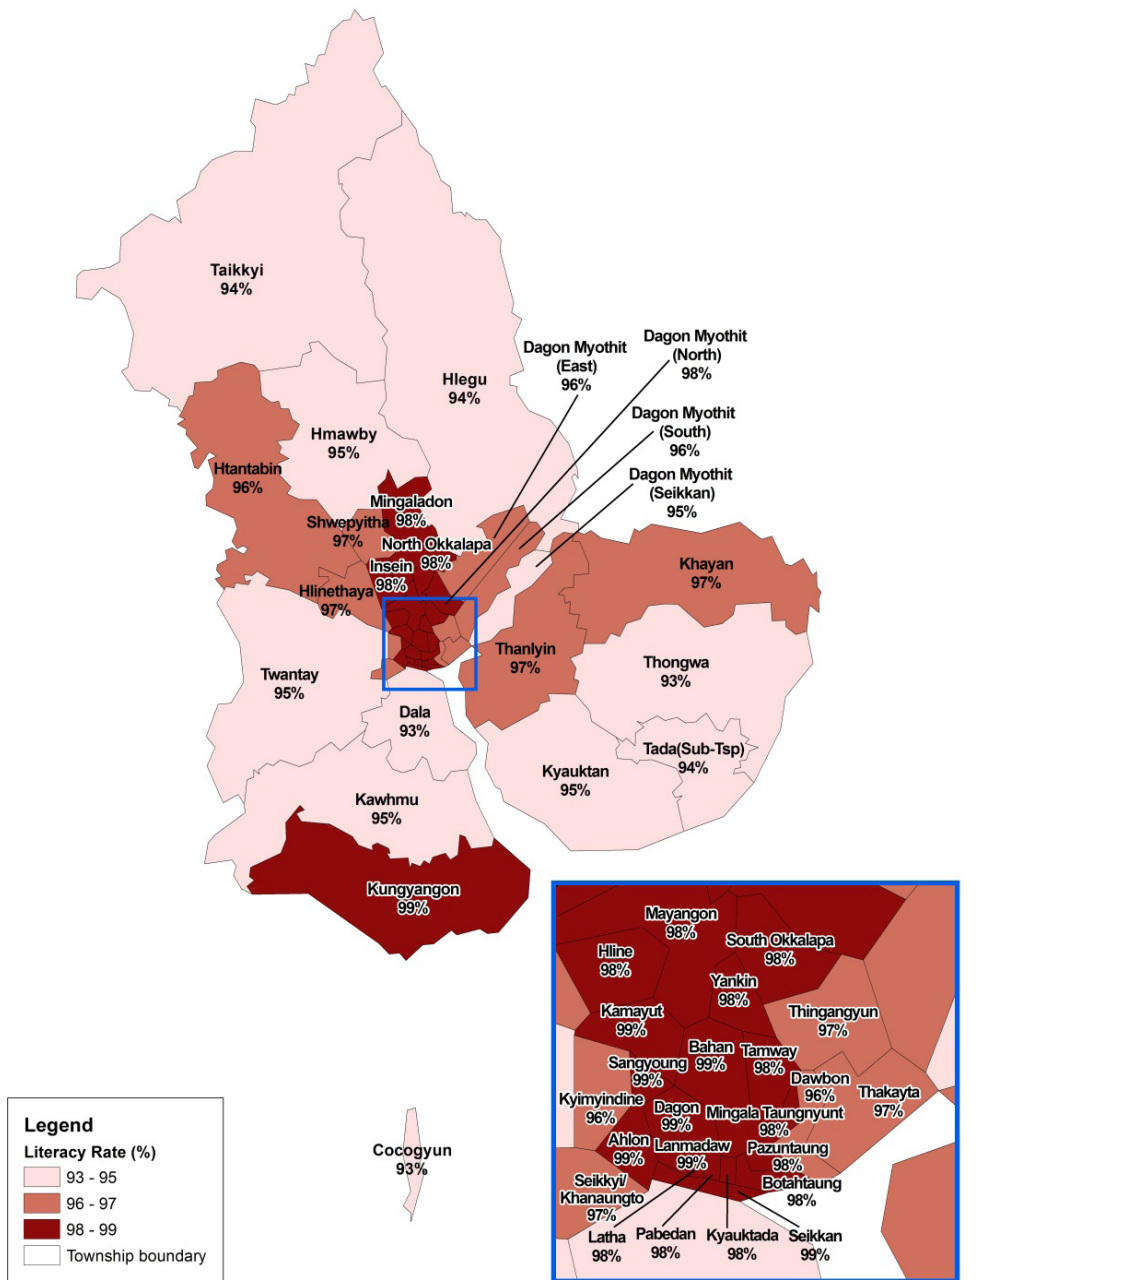 Taikkyi
94%
Hlegu
94%
Dagon Myothit
(East)
96%
Dagon Myothit
(North)
98%
Dagon Myothit
(South)
96%
Dagon Myothit
(Seikkan)
95%
Hmawby
95%
Htantabin
96%
Mingaladon
98%
Shwepyitha
97%
North Okkalapa
98%
Insein
98%
Hlinethaya
97%
Khayan
97%
Thanlyin
97%
Thongwa
93%
Twantay
95%
Dala
93%
Tada(Sub-Tsp)
94%
Kyauktan
95%
Kawhmu
95%
Kungyangon
99%
Cocogyun
93%
Mayangon
98%
South Okkalapa
98%
Hline
98%
Yankin
98%
Kamayut
99%
Thingangyun
97%
Bahan
99%
Tamway
98%
Sangyoung
99%
Dawbon
96%
Thakayta
97%
Kyimyindine
96%
Dagon
99%
Mingala Taungnyunt
98%
Ahlon
99%
Lanmadaw
99%
Pazuntaung
98%
Botahtaung
98%
Seikkyi/
Khanaungto
97%
Latha
98%
Pabedan
98%
Kyauktada
98%
Seikkan
99%
Legend
Literacy Rate (%)
93 - 95
96 - 97
98 - 99
Township boundary